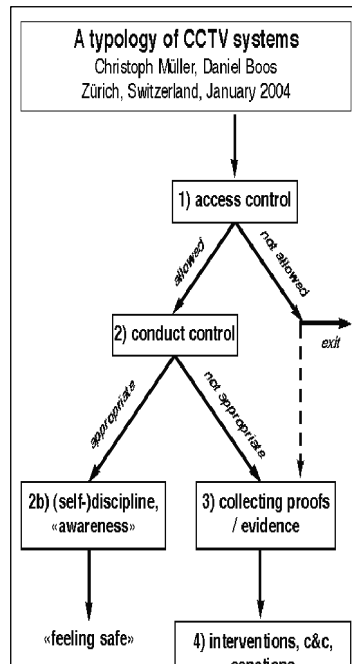 A typology of CCTV systems
Christoph Müller, Daniel Boos
Zürich, Switzerland, January 2004
1) access control
allowed
not allowed
exit
2) conduct control
appropriate
not appropriate
2b) (self-)discipline,
«awareness»
3) collecting proofs
/ evidence
«feeling safe»
4) interventions, c&c,